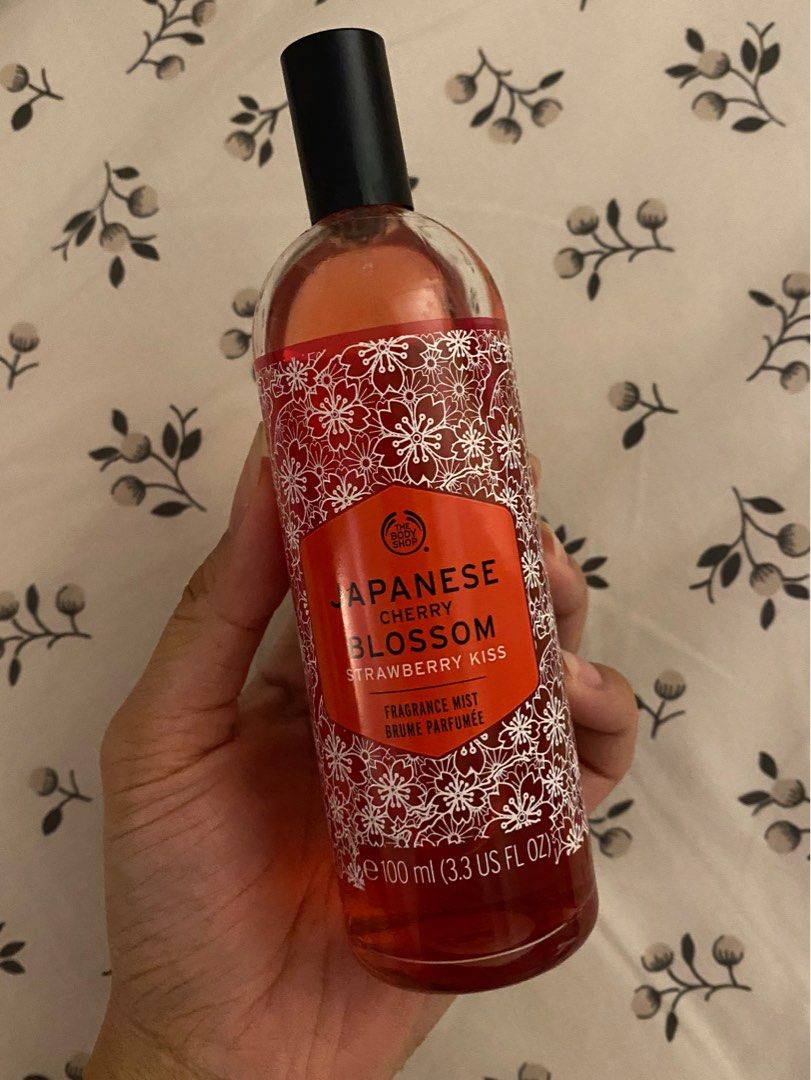 THE
BODY
SHOP
JAPANESE
CHERRY
BLOSSOM
STRAWBERRY KISS
FRAGRANCE MIST
BRUME PARFUMÉE
℮ 100 ml (3.3 US FL OZ)